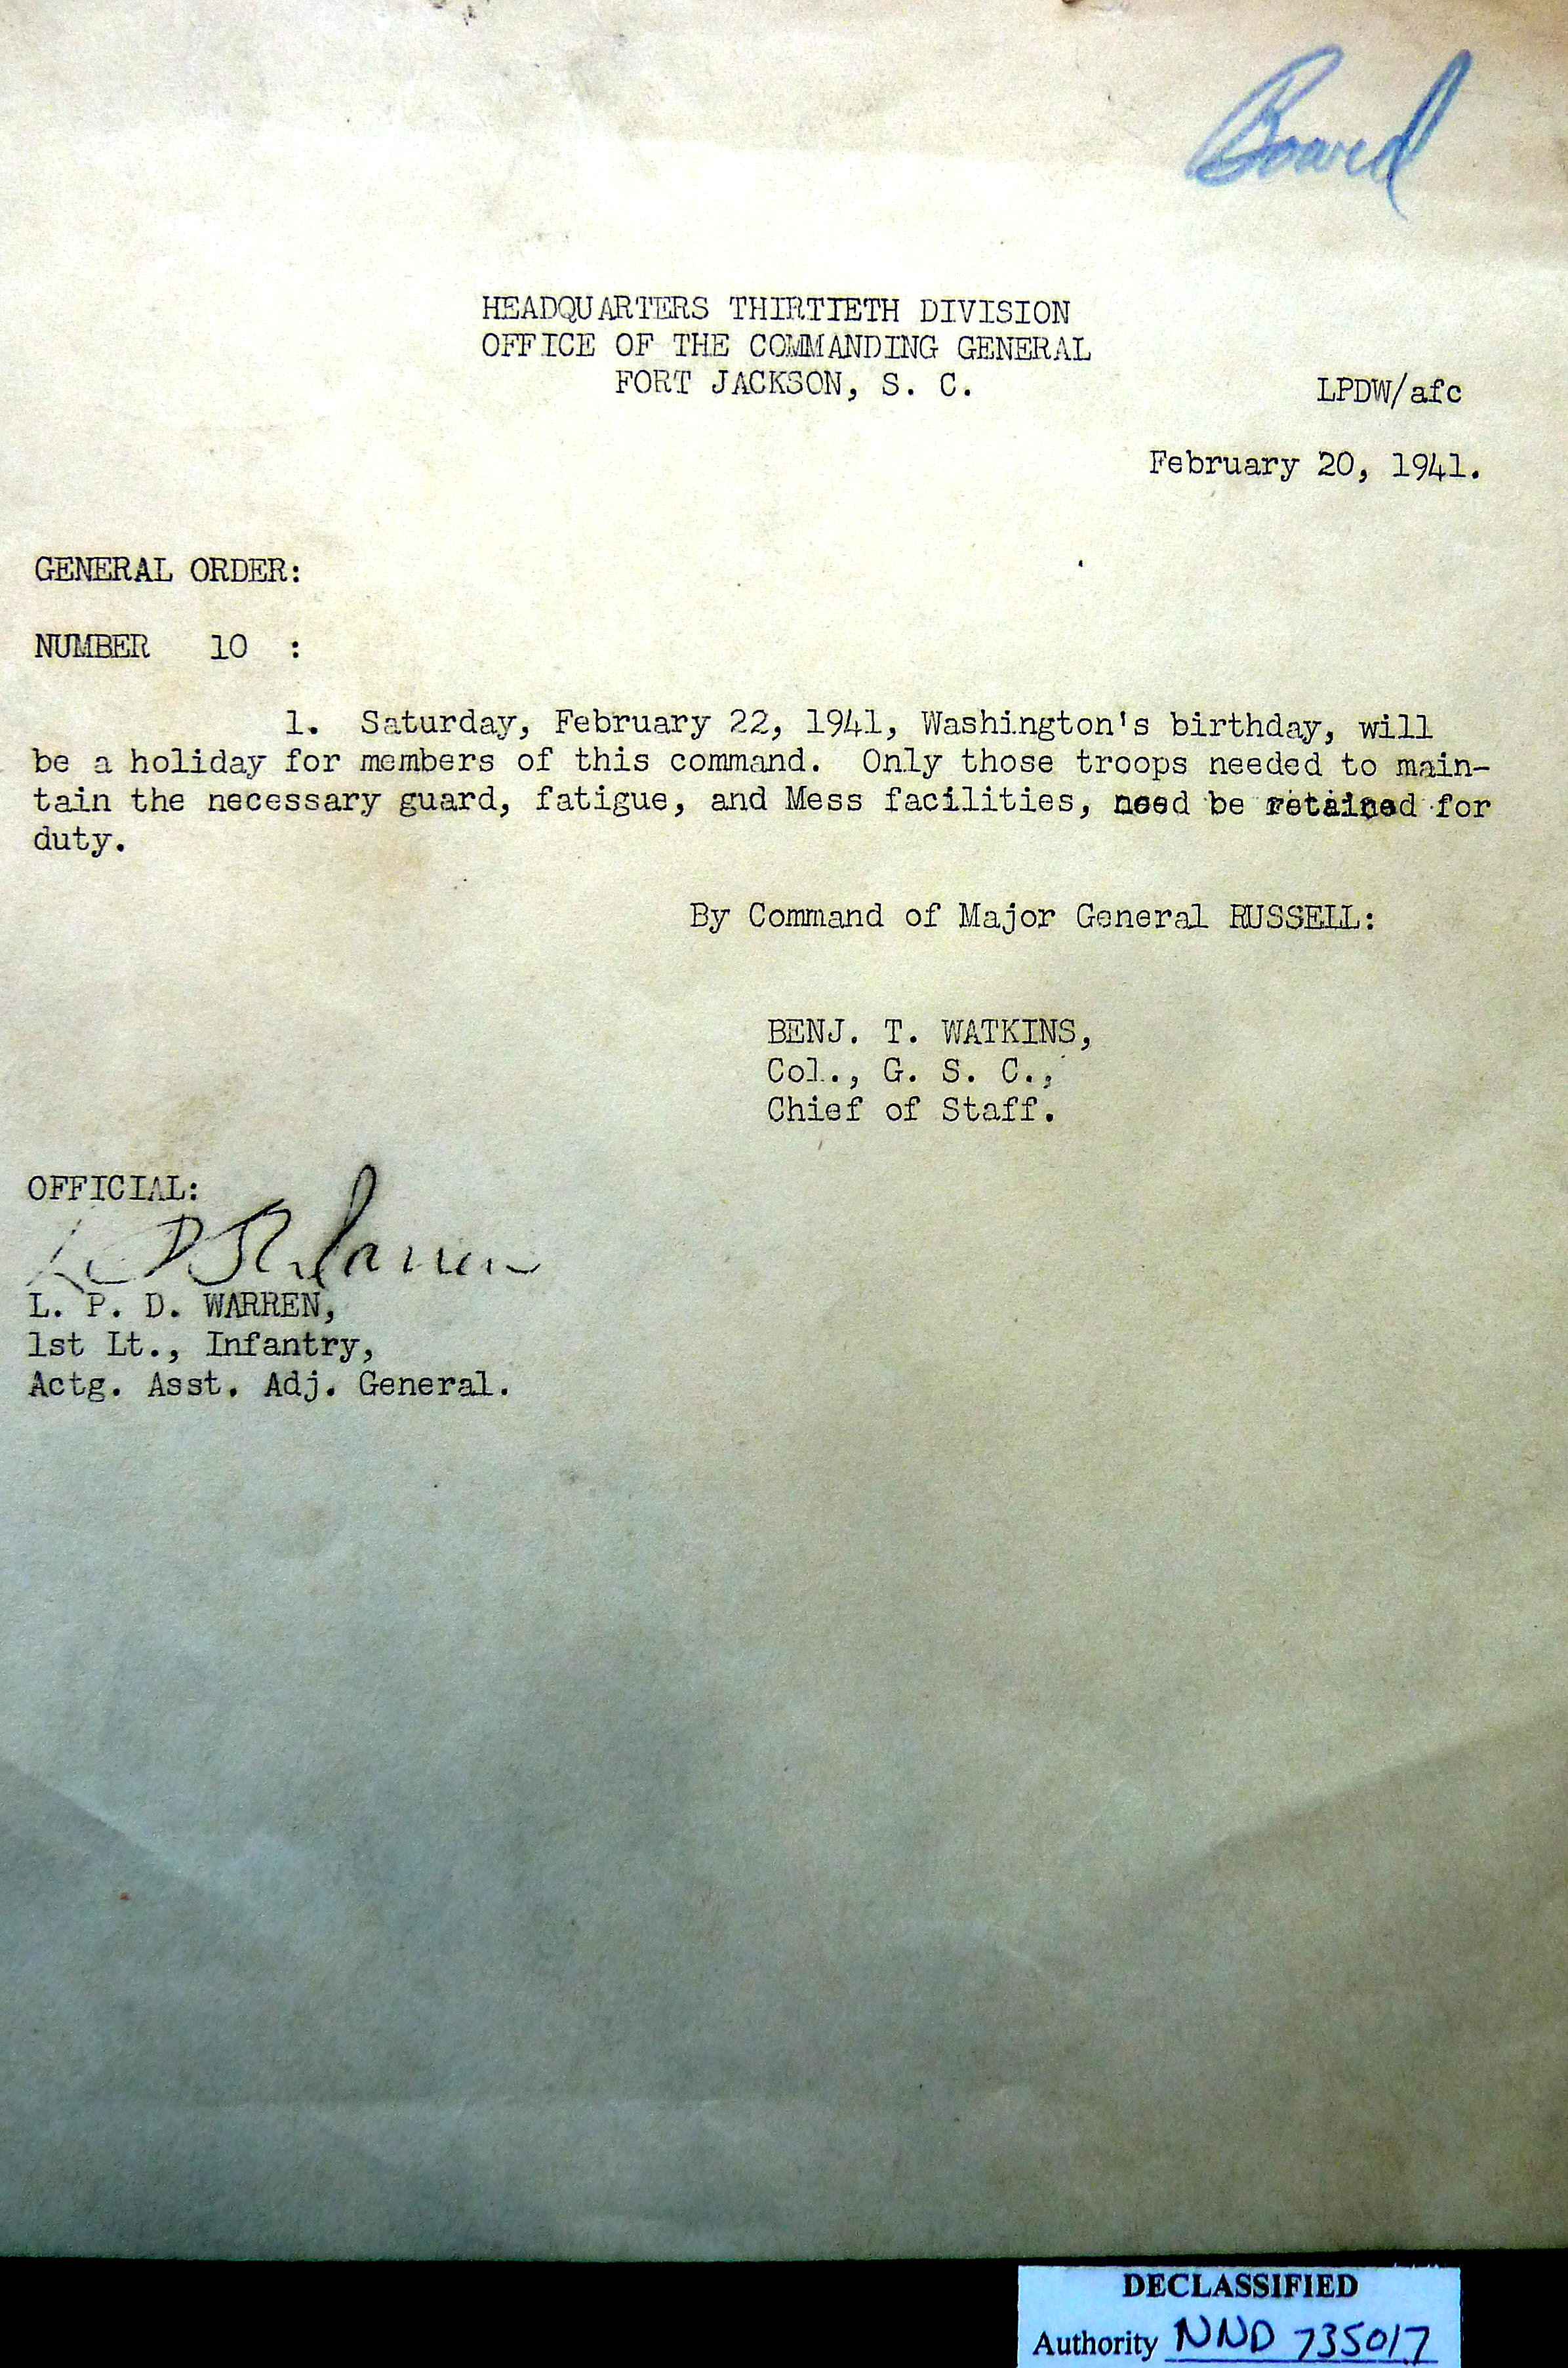 Board
HEADQUARTERS THIRTIETH DIVISION
OFFICE OF THE COMMANDING GENERAL
FORT JACKSON, S. C.
LPDW/afc
February 20, 1941.
GENERAL ORDER:
NUMBER 10 :
1. Saturday, February 22, 1941, Washington's birthday, will
be a holiday for members of this command. Only those troops needed to main-
tain the necessary guard, fatigue, and Mess facilities, need be retained for
duty.
By Command of Major General RUSSELL:
BENJ. T. WATKINS,
Col., G. S. C.,
Chief of Staff.
OFFICIAL:
L. P. D. WARREN,
1st Lt., Infantry,
Actg. Asst. Adj. General.
DECLASSIFIED
Authority NND 735017